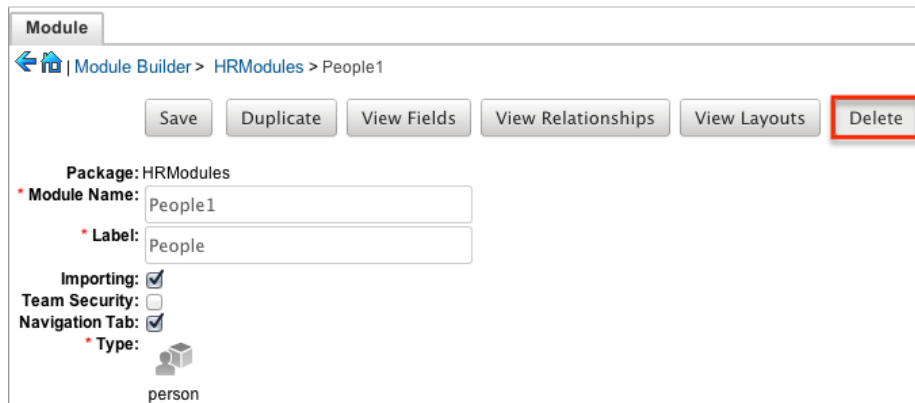 Module
| Module Builder > HRModules > People1
Save Duplicate View Fields View Relationships View Layouts Delete
Package: HRModules
* Module Name: People1
* Label: People
Importing:
Team Security:
Navigation Tab:
* Type:
person